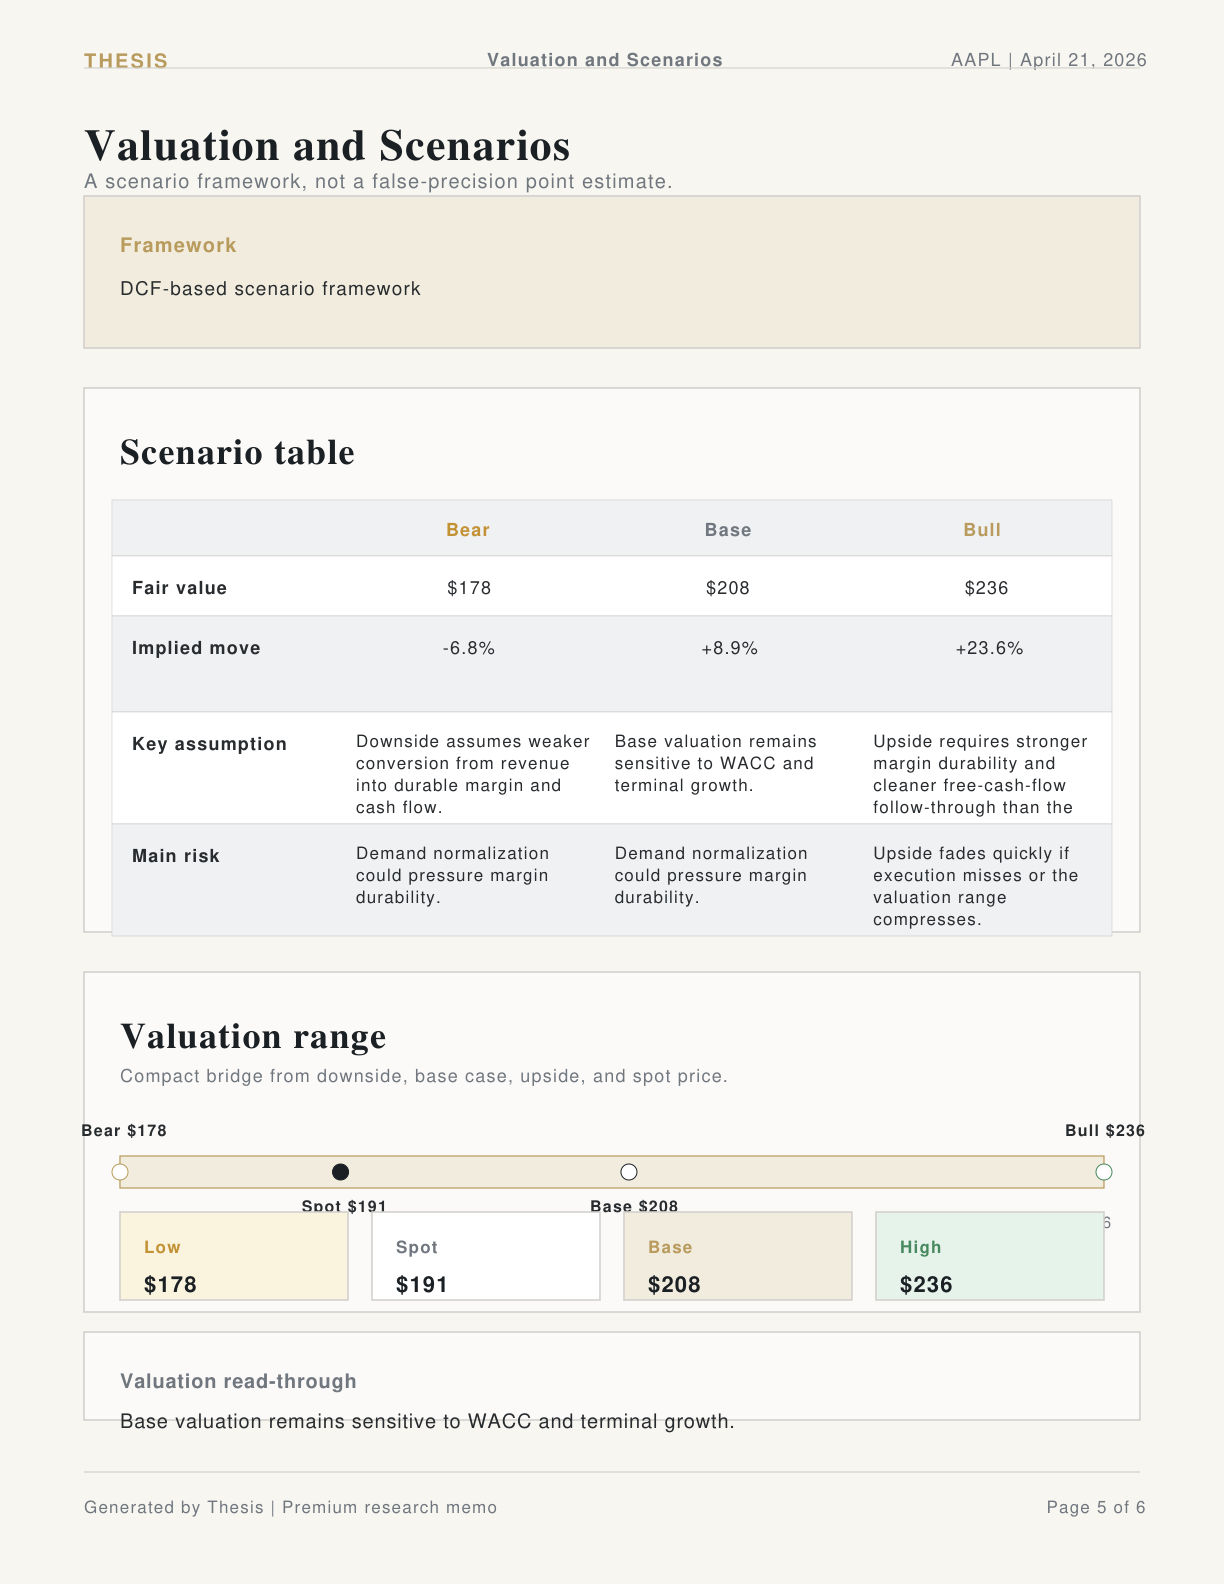 THESIS
Valuation and Scenarios
AAPL | April 21, 2026
Valuation and Scenarios
A scenario framework, not a false-precision point estimate.
Framework
DCF-based scenario framework
Scenario table
Bear Base Bull
Fair value $178 $208 $236
Implied move -6.8% +8.9% +23.6%
Key assumption
Downside assumes weaker
conversion from revenue
into durable margin and
cash flow.
Base valuation remains
sensitive to WACC and
terminal growth.
Upside requires stronger
margin durability and
cleaner free-cash-flow
follow-through than the
Main risk
Demand normalization
could pressure margin
durability.
Demand normalization
could pressure margin
durability.
Upside fades quickly if
execution misses or the
valuation range
compresses.
Valuation range
Compact bridge from downside, base case, upside, and spot price.
Bear $178
Bull $236
Spot $191
Base $208
6
Low
$178
Spot
$191
Base
$208
High
$236
Valuation read-through
Base valuation remains sensitive to WACC and terminal growth.
Generated by Thesis | Premium research memo
Page 5 of 6